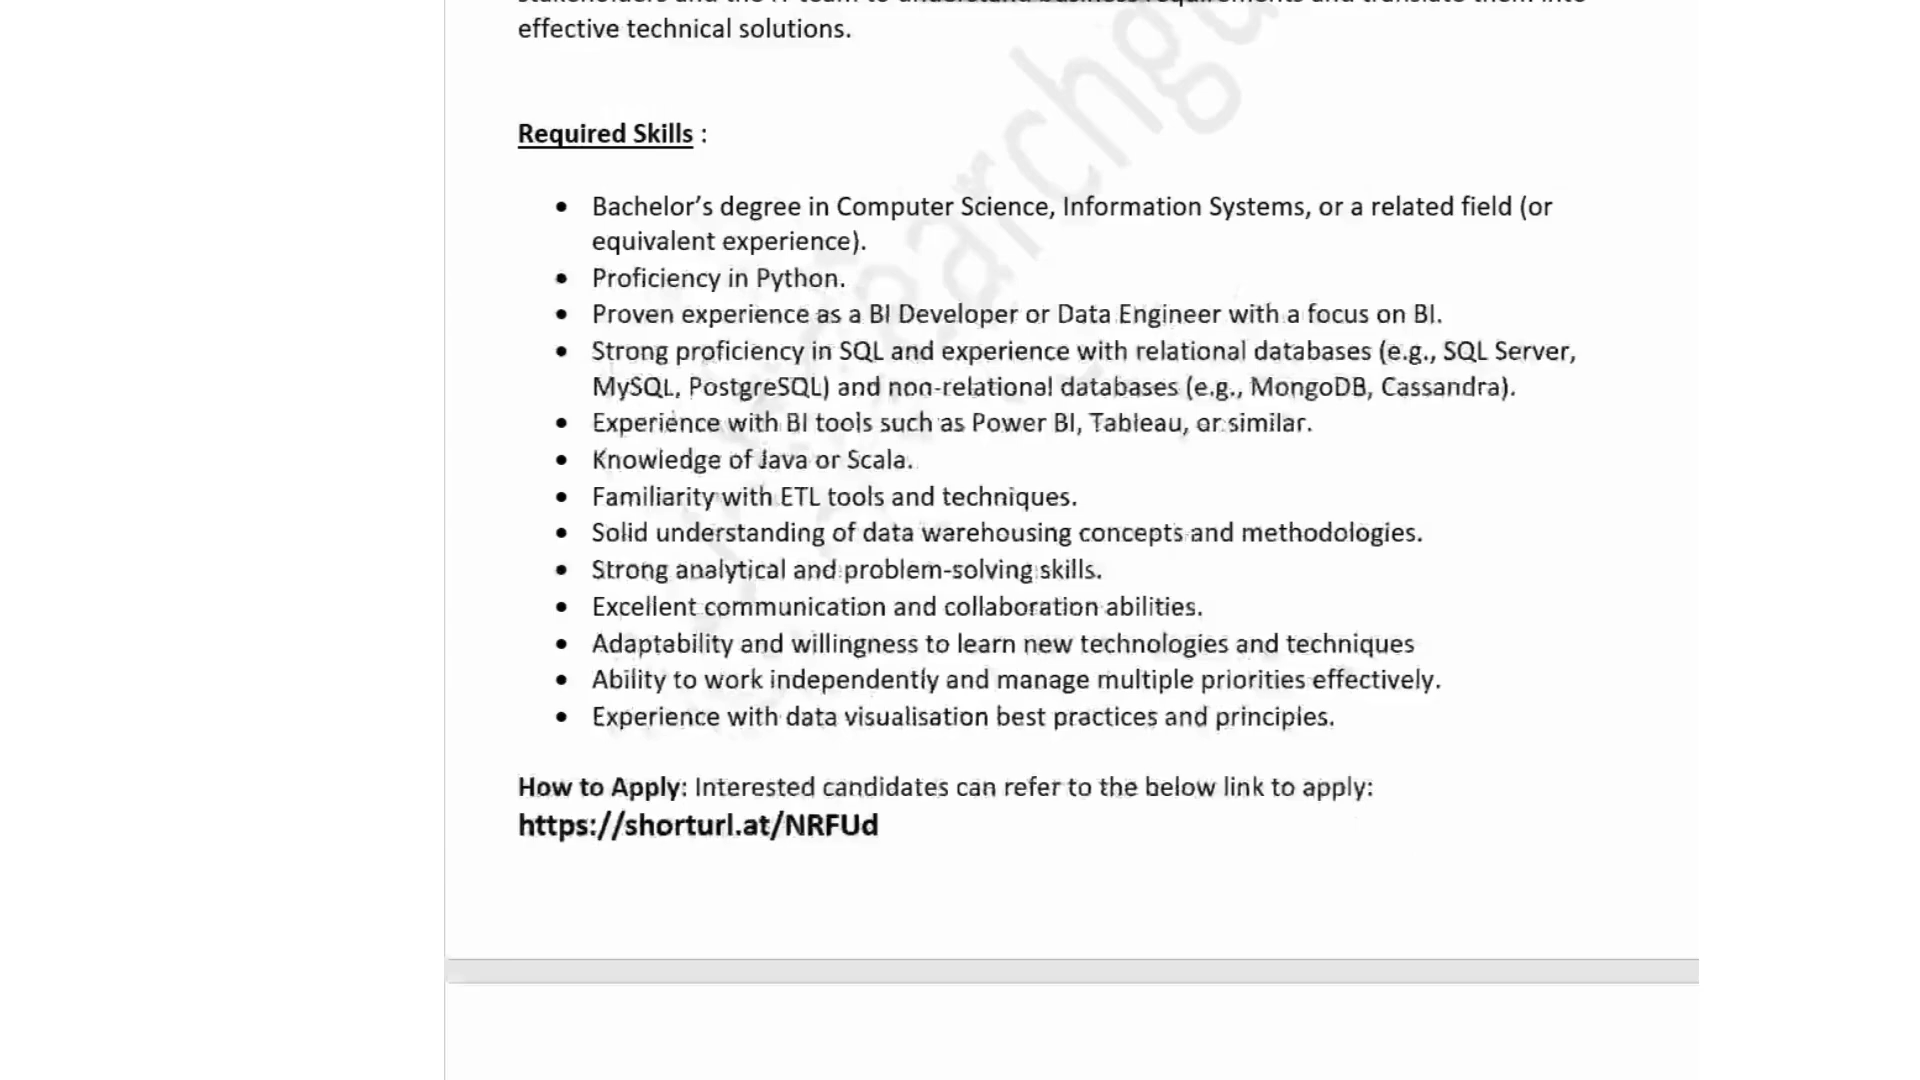 effective technical solutions.
Required Skills :
• Bachelor’s degree in Computer Science, Information Systems, or a related field (or
equivalent experience).
• Proficiency in Python.
• Proven experience as a BI Developer or Data Engineer with a focus on BI.
• Strong proficiency in SQL and experience with relational databases (e.g., SQL Server,
MySQL, PostgreSQL) and non-relational databases (e.g., MongoDB, Cassandra).
• Experience with BI tools such as Power BI, Tableau, or similar.
• Knowledge of Java or Scala.
• Familiarity with ETL tools and techniques.
• Solid understanding of data warehousing concepts and methodologies.
• Strong analytical and problem-solving skills.
• Excellent communication and collaboration abilities.
• Adaptability and willingness to learn new technologies and techniques
• Ability to work independently and manage multiple priorities effectively.
• Experience with data visualisation best practices and principles.
How to Apply: Interested candidates can refer to the below link to apply:
https://shorturl.at/NRFUd